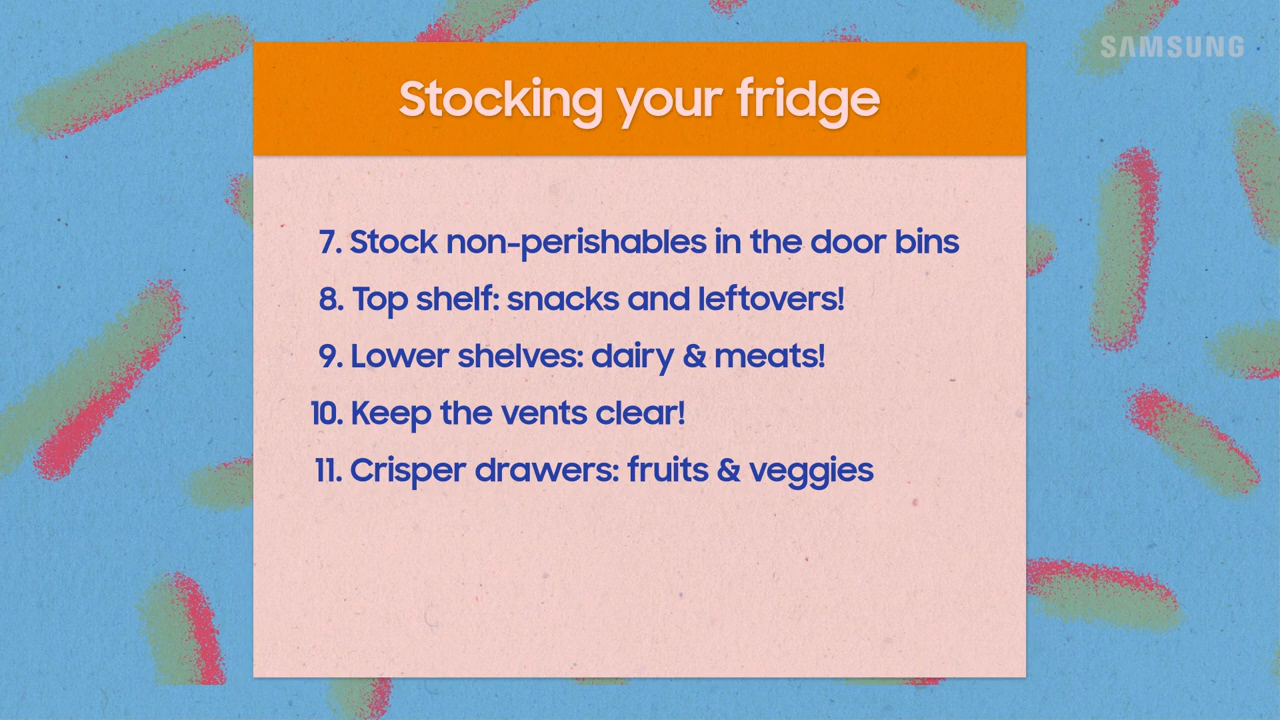 SAMSUNG
Stocking your fridge
7. Stock non-perishables in the door bins
8. Top shelf: snacks and leftovers!
9. Lower shelves: dairy & meats!
10. Keep the vents clear!
11. Crisper drawers: fruits & veggies